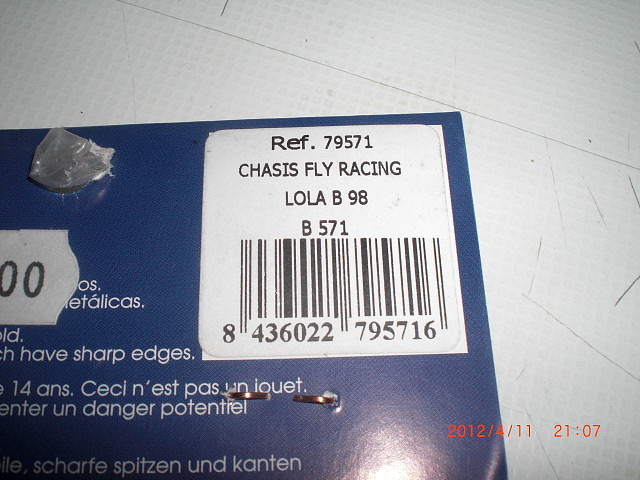 Ref. 79571
CHASIS FLY RACING
LOLA B 98
B 571
8 436022 795716
00
os.
etálicas.
old.
ch have sharp edges.
e 14 ans. Ceci n'est pas un jouet.
enter un danger potentiel
eile, scharfe spitzen und kanten
2012/4/11 21:07